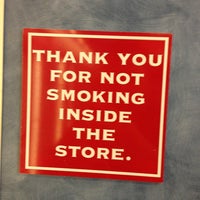 THANK YOU
FOR NOT
SMOKING
INSIDE
THE
STORE.